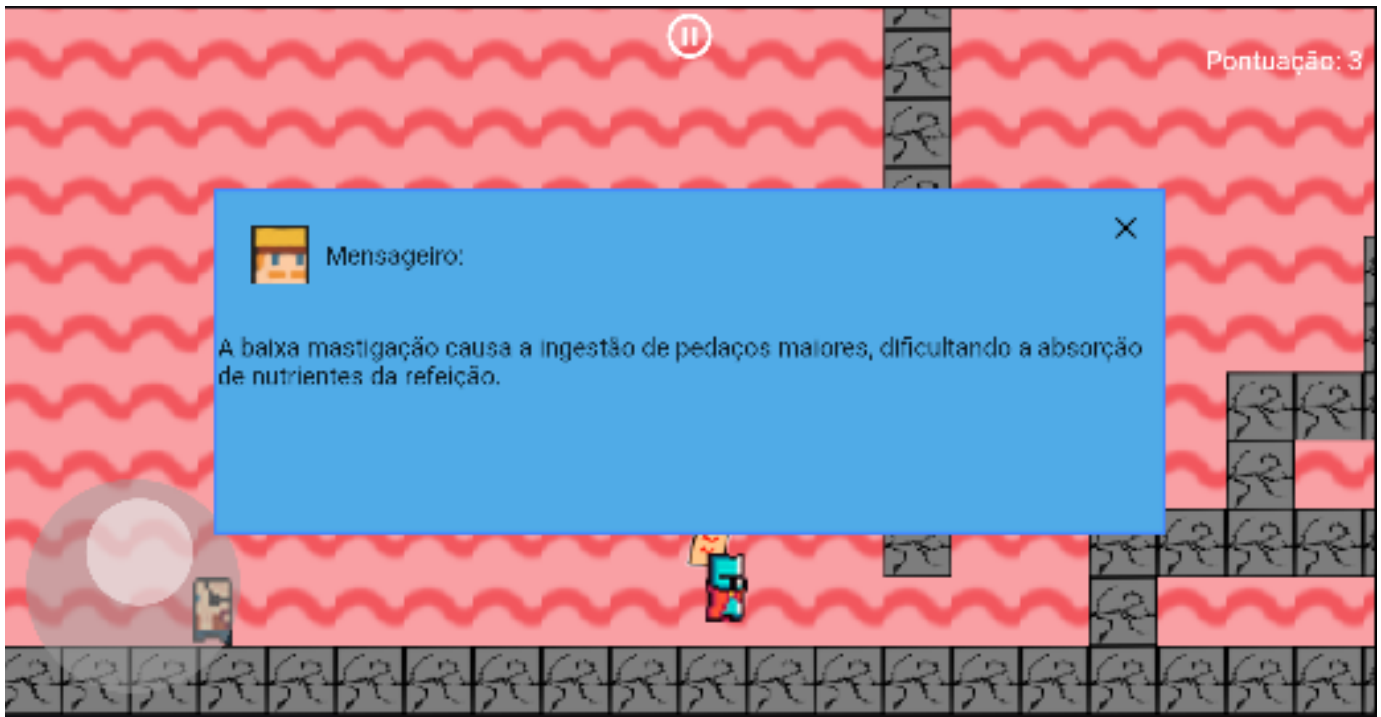 Pontuação: 3
Mensageiro:
A baixa mastigação causa a ingestão de pedaços maiores, dificultando a absorção
de nutrientes da refeição.